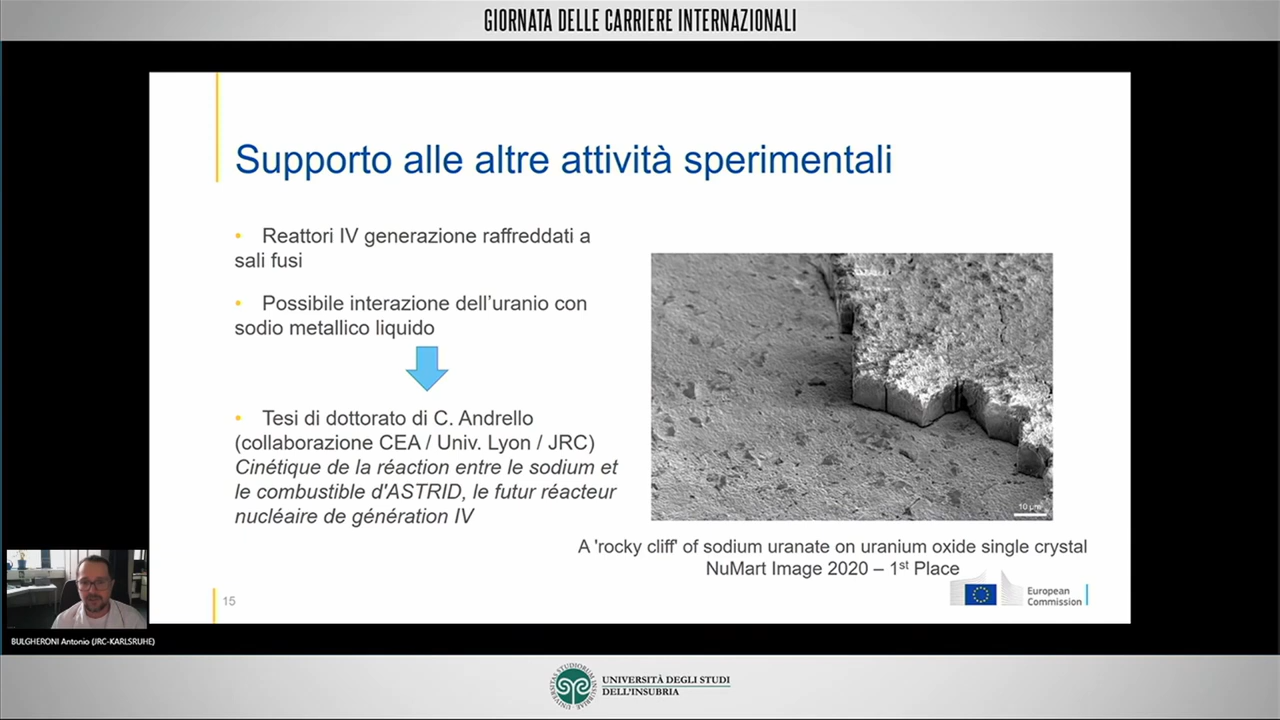 GIORNATA DELLE CARRIERE INTERNAZIONALI
Supporto alle altre attività sperimentali
• Reattori IV generazione raffreddati a
sali fusi
• Possibile interazione dell’uranio con
sodio metallico liquido
• Tesi di dottorato di C. Andrello
(collaborazione CEA / Univ. Lyon / JRC)
Cinétique de la réaction entre le sodium et
le combustible d'ASTRID, le futur réacteur
nucléaire de génération IV
10 µm
A 'rocky cliff' of sodium uranate on uranium oxide single crystal
NuMart Image 2020 – 1st Place
15
European
Commission
BULGHERONI Antonio (JRC-KARLSRUHE)
UNIVERSITÀ DEGLI STUDI
DELL'INSUBRIA